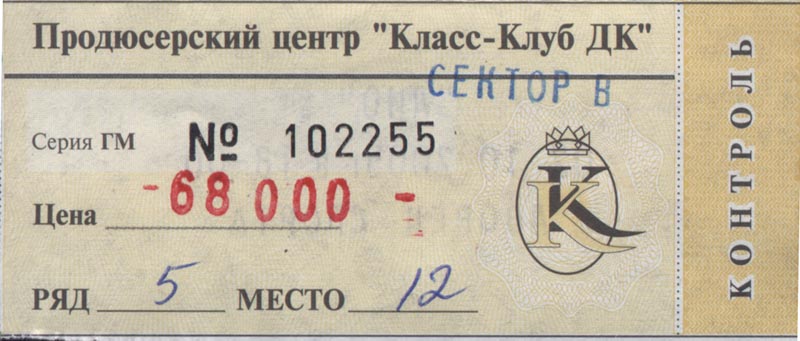 Продюсерский центр "Класс-Клуб ДК"
СЕКТОР В
Серия ГМ № 102255
Цена -68 000 -
РЯД 5 МЕСТО 12
КОНТРОЛЬ